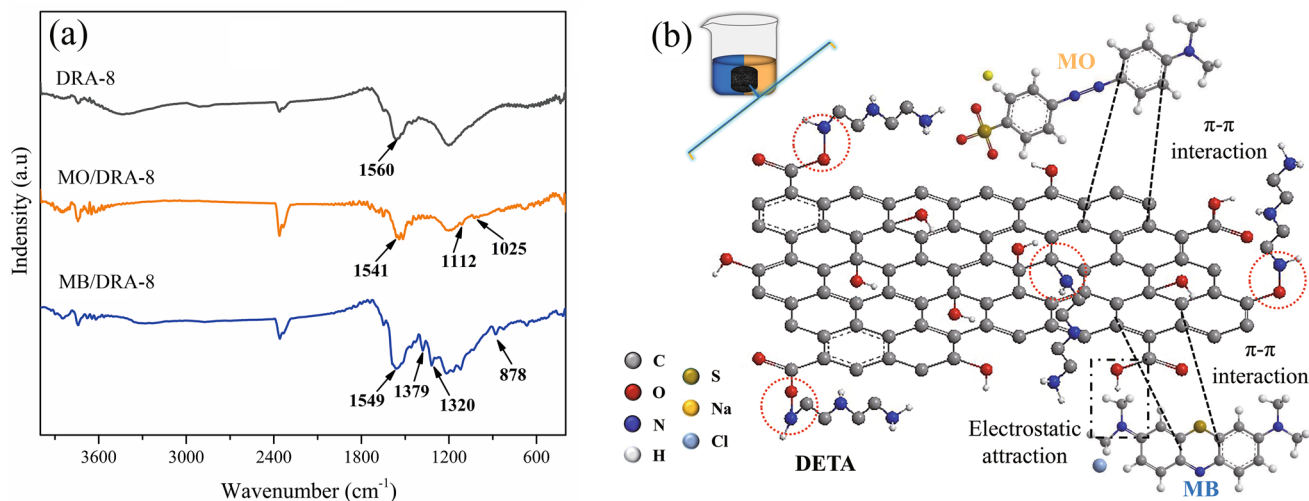 (a)
DRA-8
1560
MO/DRA-8
1541
1112
1025
MB/DRA-8
1549
1379
1320
878
Indensity (a.u)
3600
2400
1800
1200
600
Wavenumber (cm⁻¹)
(b)
MO
π-π
interaction
π-π
interaction
C
O
N
H
S
Na
Cl
DETA
Electrostatic
attraction
MB